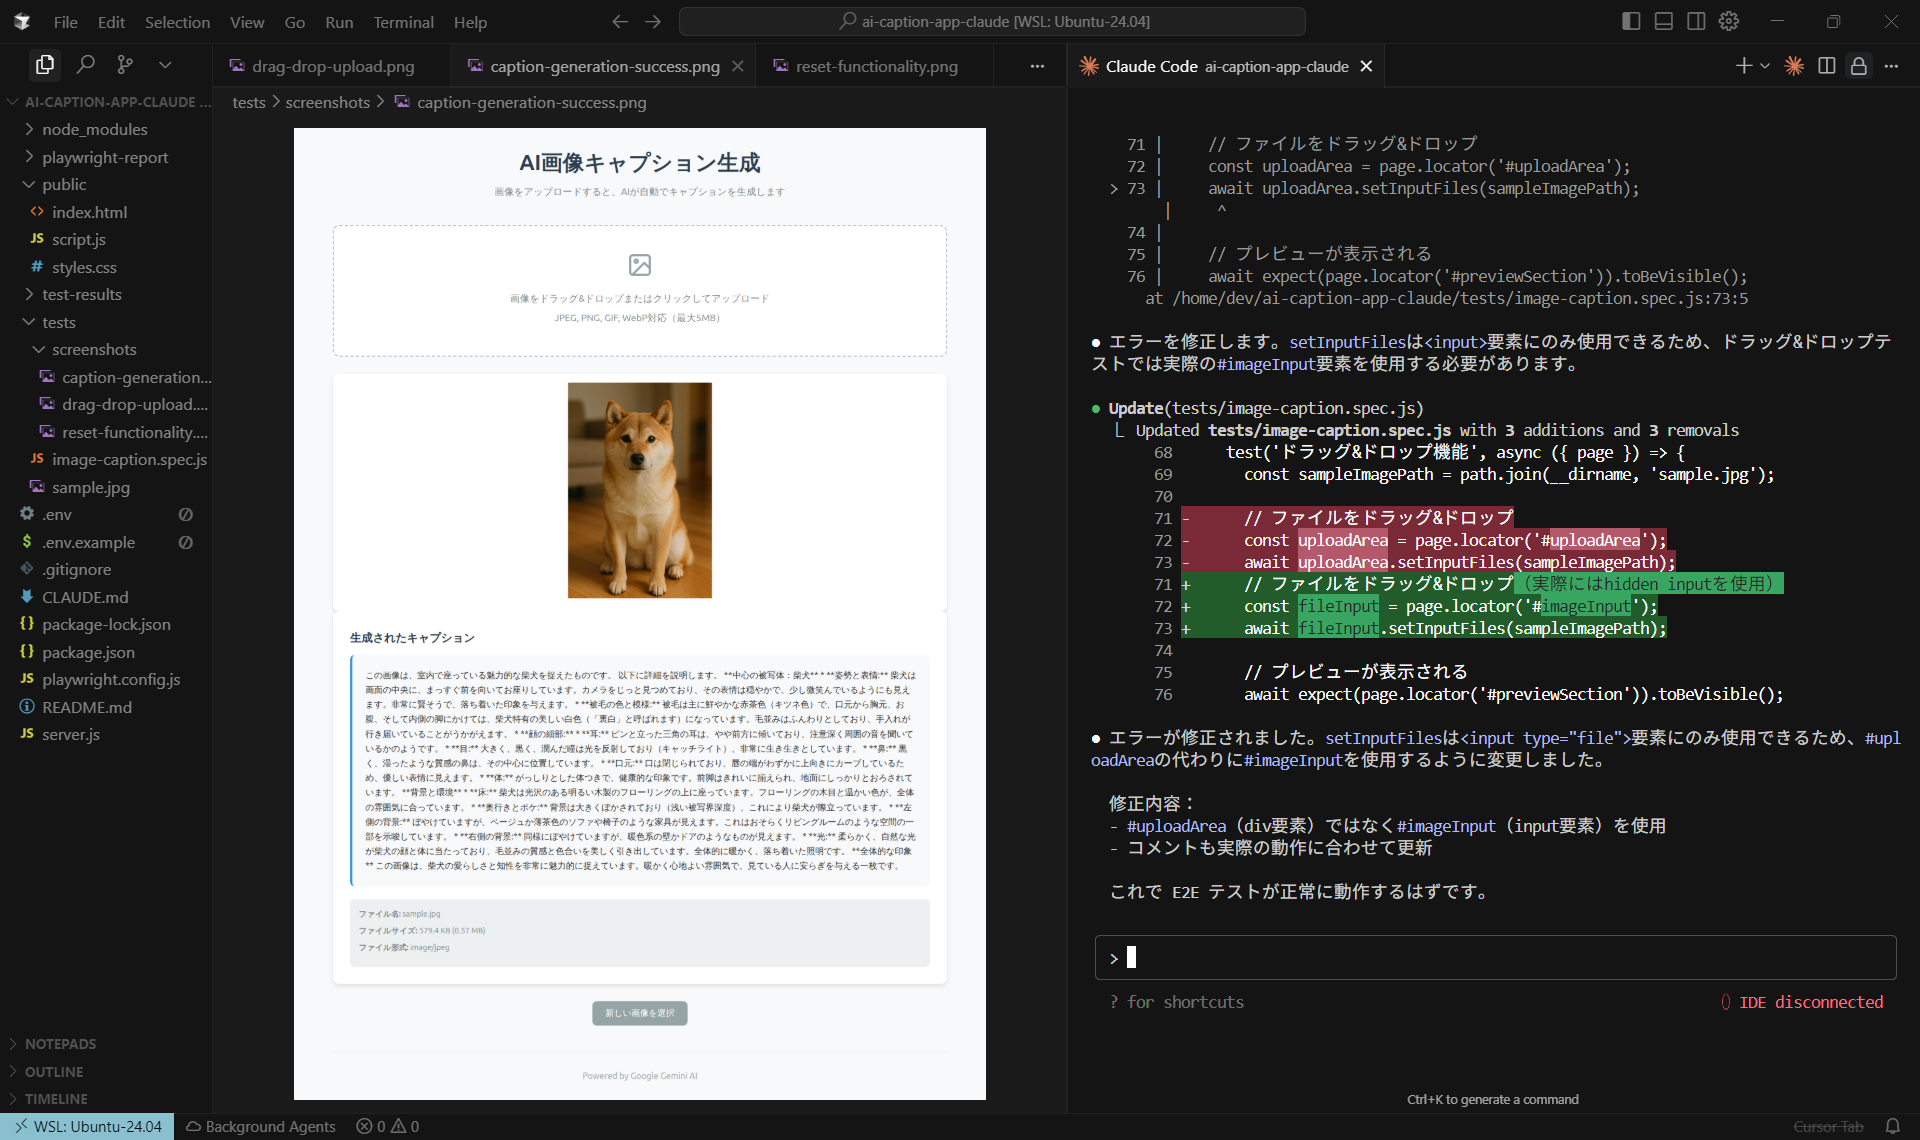 File Edit Selection View Go Run Terminal Help
ai-caption-app-claude [WSL: Ubuntu-24.04]
AI-CAPTION-APP-CLAUDE ...
node_modules
playwright-report
public
index.html
JS script.js
# styles.css
test-results
tests
screenshots
caption-generation...
drag-drop-upload....
reset-functionality....
JS image-caption.spec.js
sample.jpg
.env
$ .env.example
.gitignore
CLAUDE.md
{} package-lock.json
{} package.json
JS playwright.config.js
README.md
JS server.js
NOTEPADS
OUTLINE
TIMELINE
drag-drop-upload.png caption-generation-success.png reset-functionality.png
tests > screenshots > caption-generation-success.png
AI画像キャプション生成
画像をアップロードすると、AIが自動でキャプションを生成します
画像をドラッグ&ドロップまたはクリックしてアップロード
JPEG, PNG, GIF, WebP対応（最大5MB）
生成されたキャプション
この画像は、室内で座っている魅力的な柴犬を捉えたものです。 以下に詳細を説明します。 **中心の被写体：柴犬** * **姿勢と表情:** 柴犬は
画面の中央に、まっすぐ前を向いてお座りしています。カメラをじっと見つめており、その表情は穏やかで、少し微笑んでいるようにも見え
ます。非常に賢そうで、落ち着いた印象を与えます。 * **被毛の色と模様:** 被毛は主に鮮やかな赤茶色（キツネ色）で、口元から胸元、お
腹、そして内側の脚にかけては、柴犬特有の美しい白色（「裏白」と呼ばれます）になっています。毛並みはふんわりとしており、手入れが
行き届いていることがうかがえます。 * **顔の細部:** * **耳:** ピンと立った三角の耳は、やや前方に傾いており、注意深く周囲の音を聞いて
いるかのようです。 * **目:** 大きく、黒く、潤んだ瞳は光を反射しており（キャッチライト）、非常に生き生きとしています。 * **鼻:** 黒
く、湿ったような質感の鼻は、その中心に位置しています。 * **口元:** 口は閉じられており、唇の端がわずかに上向きにカーブしているた
め、優しい表情に見えます。 * **体:** がっしりとした体つきで、健康的な印象です。前脚はきれいに揃えられ、地面にしっかりとおろされてい
ます。 **背景と環境** * **床:** 柴犬は光沢のある明るい木製のフローリングの上に座っています。フローリングの木目と温かい色が、全体
の雰囲気に合っています。 * **奥行きとボケ:** 背景は大きくぼかされており（浅い被写界深度）、これにより柴犬が際立っています。 * **左
側の背景:** ぼやけていますが、ベージュか薄茶色のソファや椅子のような家具が見えます。これはおそらくリビングルームのような空間の一
部を示唆しています。 * **右側の背景:** 同様にぼやけていますが、暖色系の壁かドアのようなものが見えます。 * **光:** 柔らかく、自然な光
が柴犬の顔と体に当たっており、毛並みの質感と色合いを美しく引き出しています。全体的に暖かく、落ち着いた照明です。 **全体的な印象
** この画像は、柴犬の愛らしさと知性を非常に魅力的に捉えています。暖かく心地よい雰囲気で、見ている人に安らぎを与える一枚です。
ファイル名: sample.jpg
ファイルサイズ: 579.4 KB (0.57 MB)
ファイル形式: image/jpeg
新しい画像を選択
Powered by Google Gemini AI
Claude Code ai-caption-app-claude
71 | // ファイルをドラッグ&ドロップ
72 | const uploadArea = page.locator('#uploadArea');
> 73 | await uploadArea.setInputFiles(sampleImagePath);
| ^
74 |
75 | // プレビューが表示される
76 | await expect(page.locator('#previewSection')).toBeVisible();
at /home/dev/ai-caption-app-claude/tests/image-caption.spec.js:73:5
● エラーを修正します。setInputFilesは<input>要素にのみ使用できるため、ドラッグ&ドロップテ
ストでは実際の#imageInput要素を使用する必要があります。
● Update(tests/image-caption.spec.js)
⎿ Updated tests/image-caption.spec.js with 3 additions and 3 removals
68 test('ドラッグ&ドロップ機能', async ({ page }) => {
69 const sampleImagePath = path.join(__dirname, 'sample.jpg');
70
71 - // ファイルをドラッグ&ドロップ
72 - const uploadArea = page.locator('#uploadArea');
73 - await uploadArea.setInputFiles(sampleImagePath);
71 + // ファイルをドラッグ&ドロップ（実際にはhidden inputを使用）
72 + const fileInput = page.locator('#imageInput');
73 + await fileInput.setInputFiles(sampleImagePath);
74
75 // プレビューが表示される
76 await expect(page.locator('#previewSection')).toBeVisible();
● エラーが修正されました。setInputFilesは<input type="file">要素にのみ使用できるため、#upl
oadAreaの代わりに#imageInputを使用するように変更しました。
修正内容：
- #uploadArea（div要素）ではなく#imageInput（input要素）を使用
- コメントも実際の動作に合わせて更新
これで E2E テストが正常に動作するはずです。
>
? for shortcuts
IDE disconnected
Ctrl+K to generate a command
WSL: Ubuntu-24.04 Background Agents 0 0
Cursor Tab